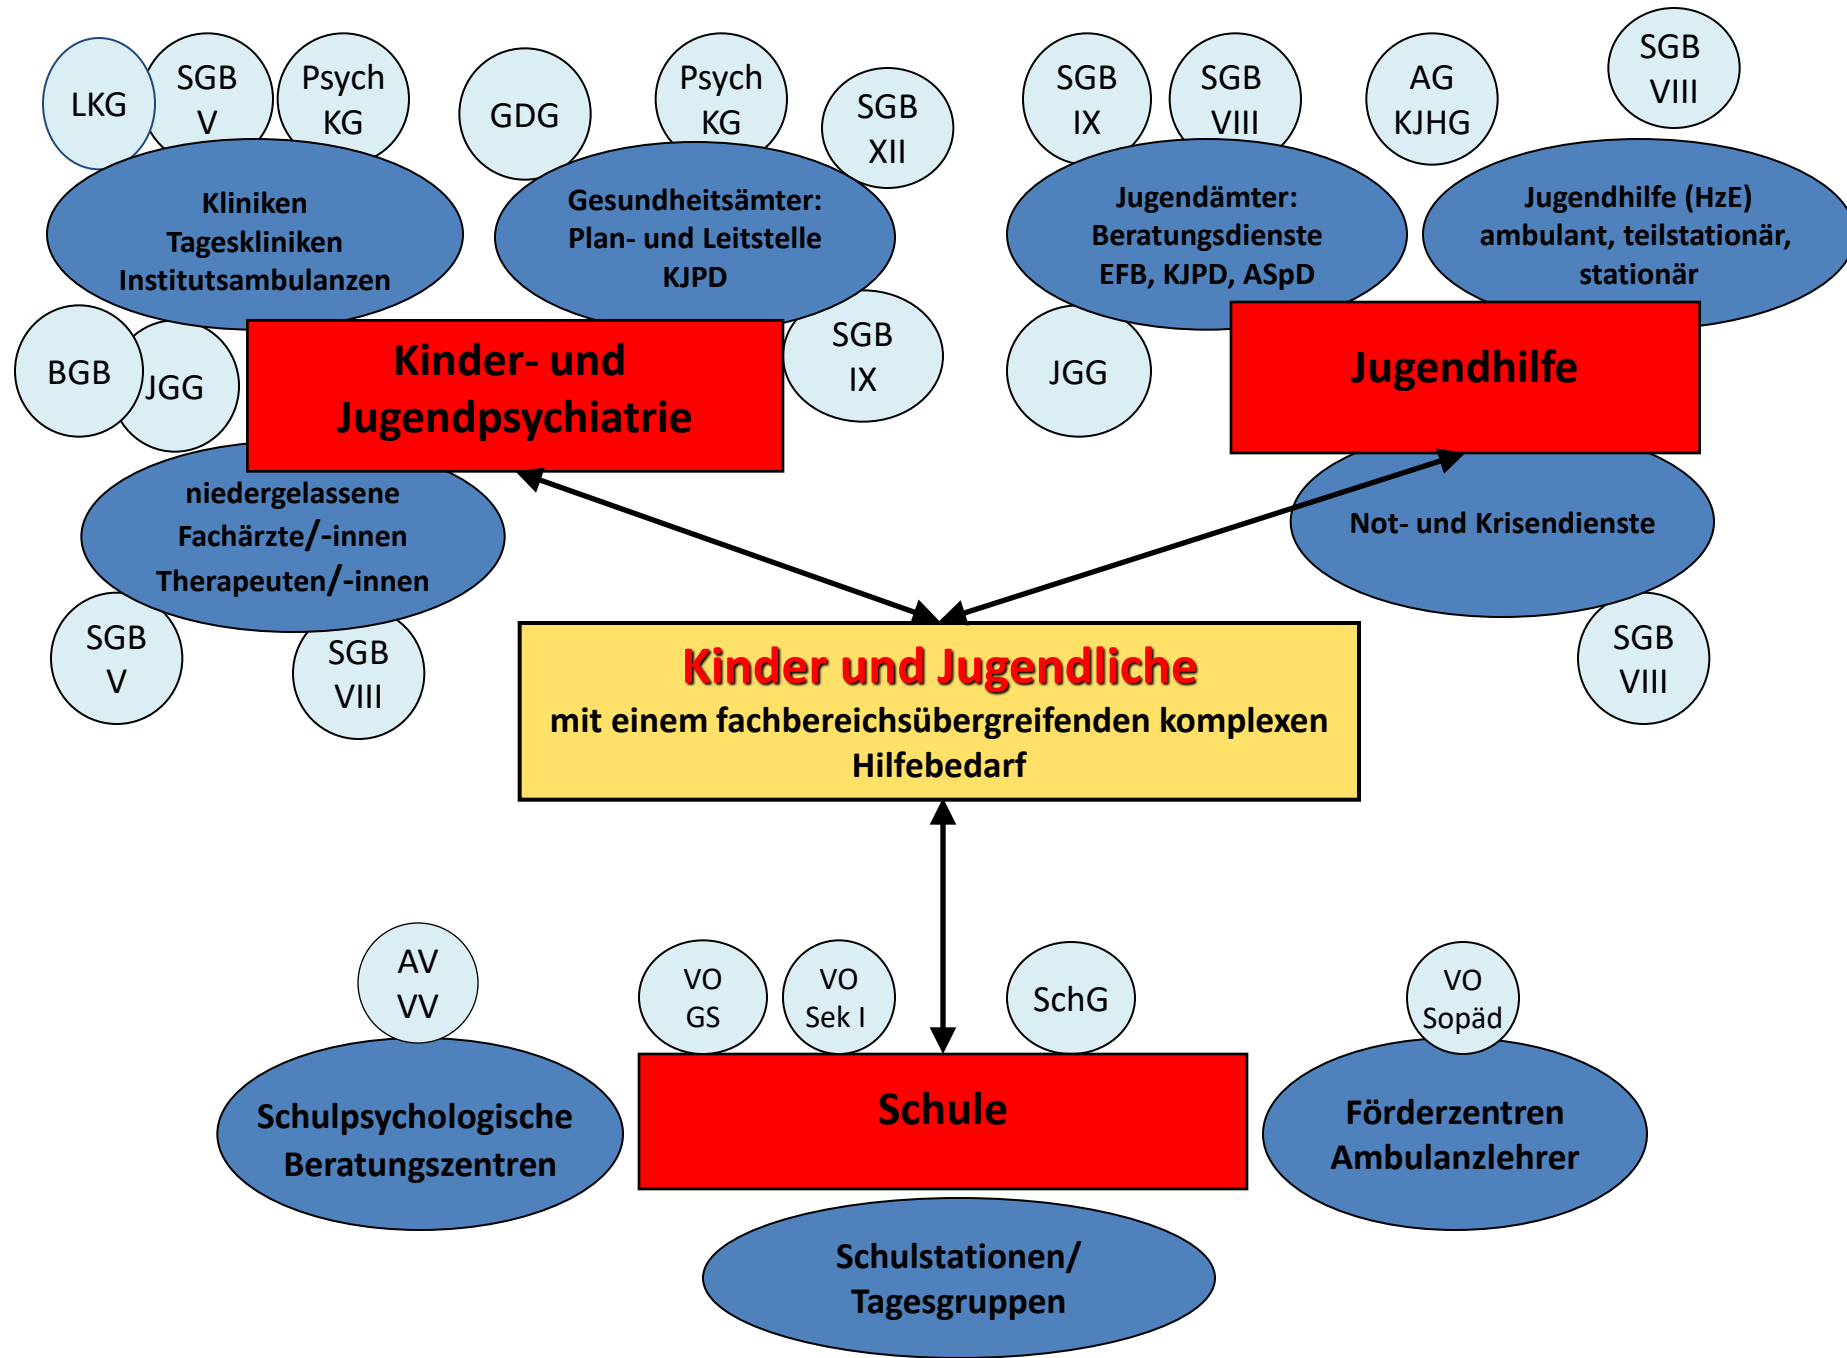 LKG
SGB
V
Psych
KG
GDG
Psych
KG
SGB
XII
SGB
IX
SGB
VIII
AG
KJHG
SGB
VIII
Kliniken
Tageskliniken
Institutsambulanzen
Gesundheitsämter:
Plan- und Leitstelle
KJPD
Jugendämter:
Beratungsdienste
EFB, KJPD, ASpD
Jugendhilfe (HzE)
ambulant, teilstationär,
stationär
BGB
JGG
Kinder- und
Jugendpsychiatrie
SGB
IX
JGG
Jugendhilfe
niedergelassene
Fachärzte/-innen
Therapeuten/-innen
Not- und Krisendienste
SGB
V
SGB
VIII
SGB
VIII
Kinder und Jugendliche
mit einem fachbereichsübergreifenden komplexen
Hilfebedarf
AV
VV
VO
GS
VO
Sek I
SchG
VO
Sopäd
Schulpsychologische
Beratungszentren
Schule
Förderzentren
Ambulanzlehrer
Schulstationen/
Tagesgruppen